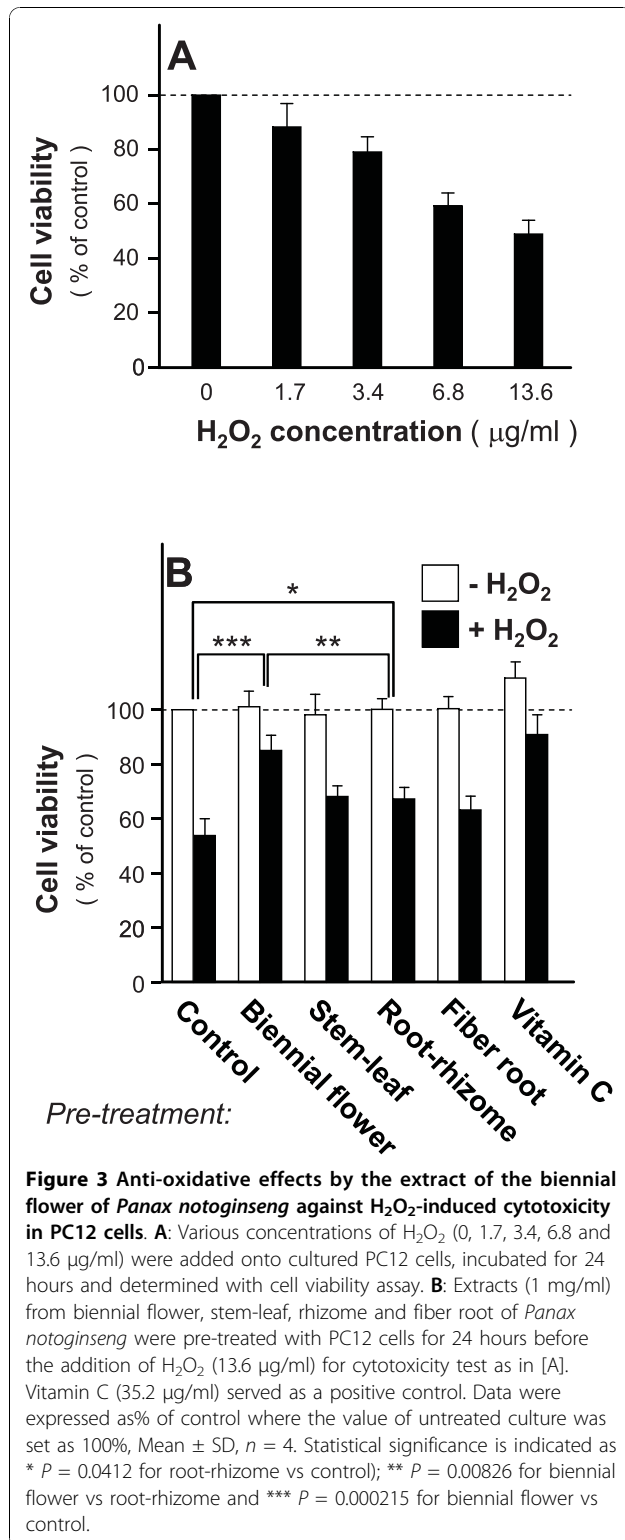 A
100
80
60
40
20
0
Cell viability
( % of control )
0 1.7 3.4 6.8 13.6
H₂O₂ concentration ( μg/ml )
B
- H₂O₂
+ H₂O₂
*
*** **
100
80
60
40
20
0
Cell viability
( % of control )
Control
Biennial flower
Stem-leaf
Root-rhizome
Fiber root
Vitamin C
Pre-treatment:
Figure 3 Anti-oxidative effects by the extract of the biennial
flower of Panax notoginseng against H₂O₂-induced cytotoxicity
in PC12 cells. A: Various concentrations of H₂O₂ (0, 1.7, 3.4, 6.8 and
13.6 μg/ml) were added onto cultured PC12 cells, incubated for 24
hours and determined with cell viability assay. B: Extracts (1 mg/ml)
from biennial flower, stem-leaf, rhizome and fiber root of Panax
notoginseng were pre-treated with PC12 cells for 24 hours before
the addition of H₂O₂ (13.6 μg/ml) for cytotoxicity test as in [A].
Vitamin C (35.2 μg/ml) served as a positive control. Data were
expressed as% of control where the value of untreated culture was
set as 100%, Mean ± SD, n = 4. Statistical significance is indicated as
* P = 0.0412 for root-rhizome vs control); ** P = 0.00826 for biennial
flower vs root-rhizome and *** P = 0.000215 for biennial flower vs
control.